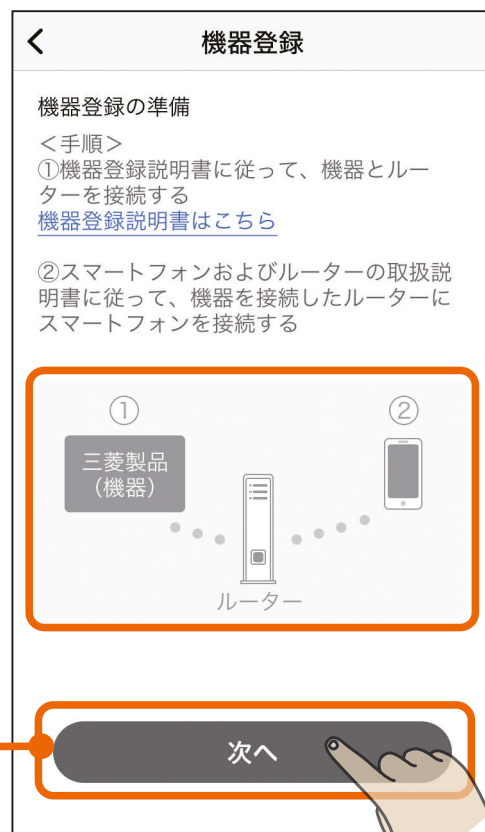 機器登録
機器登録の準備
＜手順＞
①機器登録説明書に従って、機器とルー
ターを接続する
機器登録説明書はこちら
②スマートフォンおよびルーターの取扱説
明書に従って、機器を接続したルーターに
スマートフォンを接続する
① ②
三菱製品
（機器）
ルーター
次へ